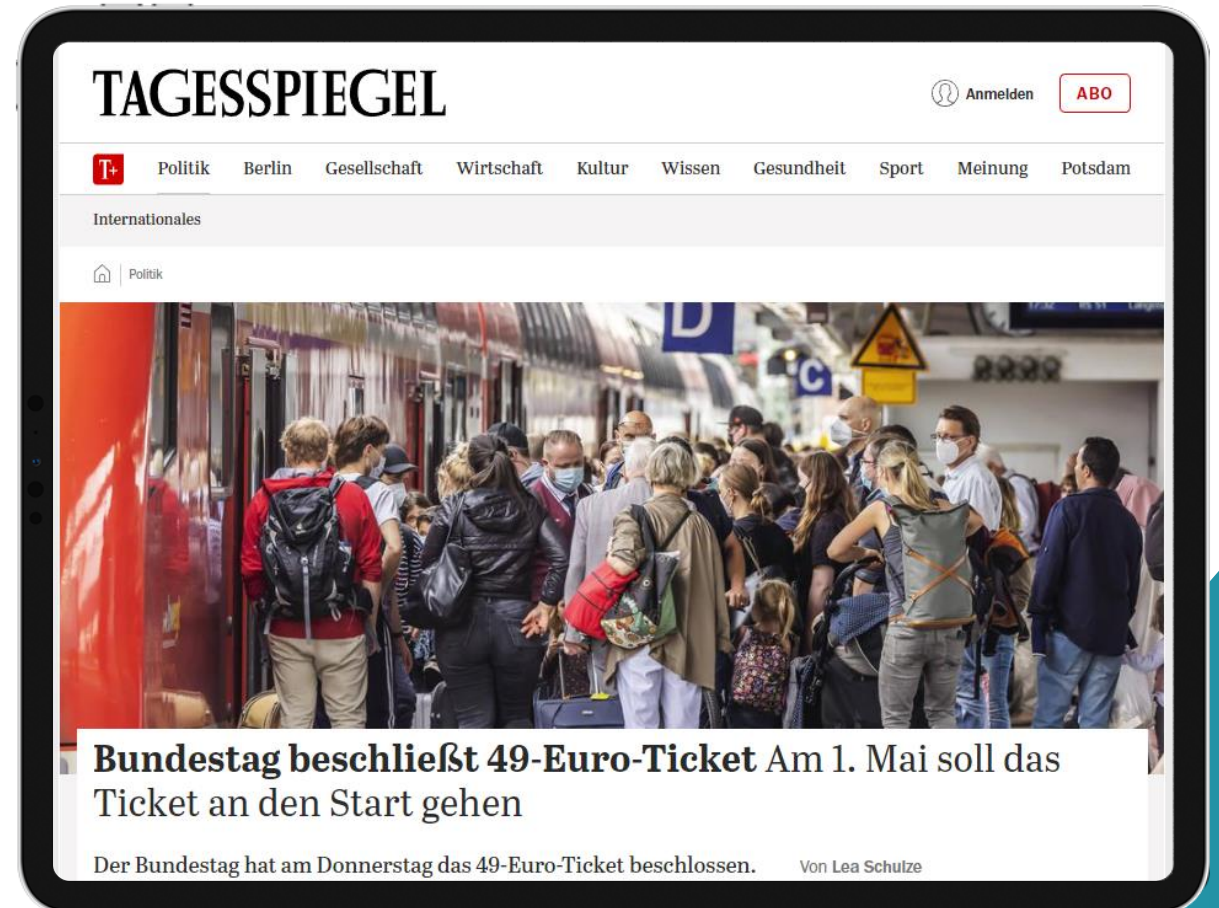 TAGESSPIEGEL
Anmelden
ABO
T+
Politik Berlin Gesellschaft Wirtschaft Kultur Wissen Gesundheit Sport Meinung Potsdam
Internationales
Politik
D
C
Bundestag beschließt 49-Euro-Ticket Am 1. Mai soll das
Ticket an den Start gehen
Der Bundestag hat am Donnerstag das 49-Euro-Ticket beschlossen.
Von Lea Schulze